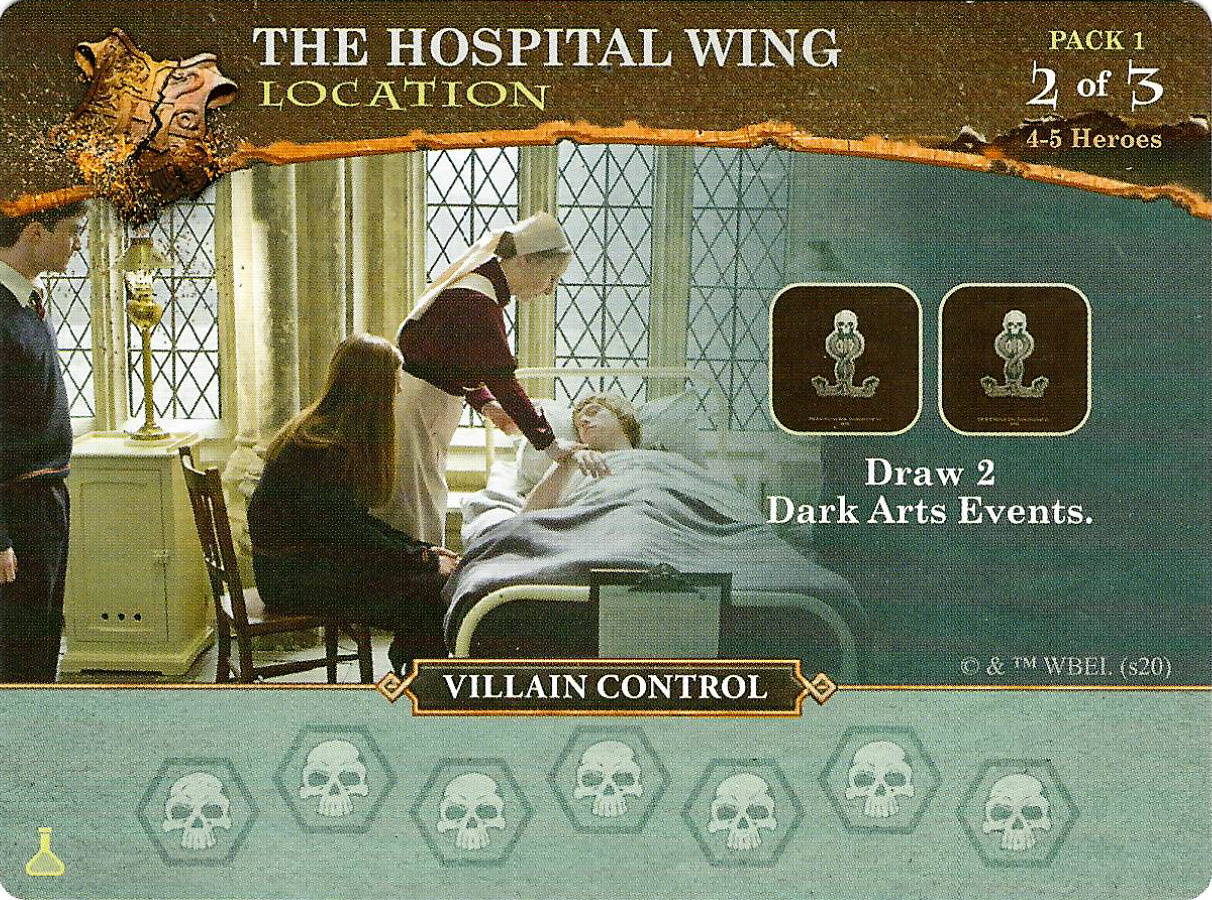 THE HOSPITAL WING
LOCATION
PACK 1
2 of 3
4-5 Heroes
Draw 2
Dark Arts Events.
© & ™ WBEI. (s20)
VILLAIN CONTROL